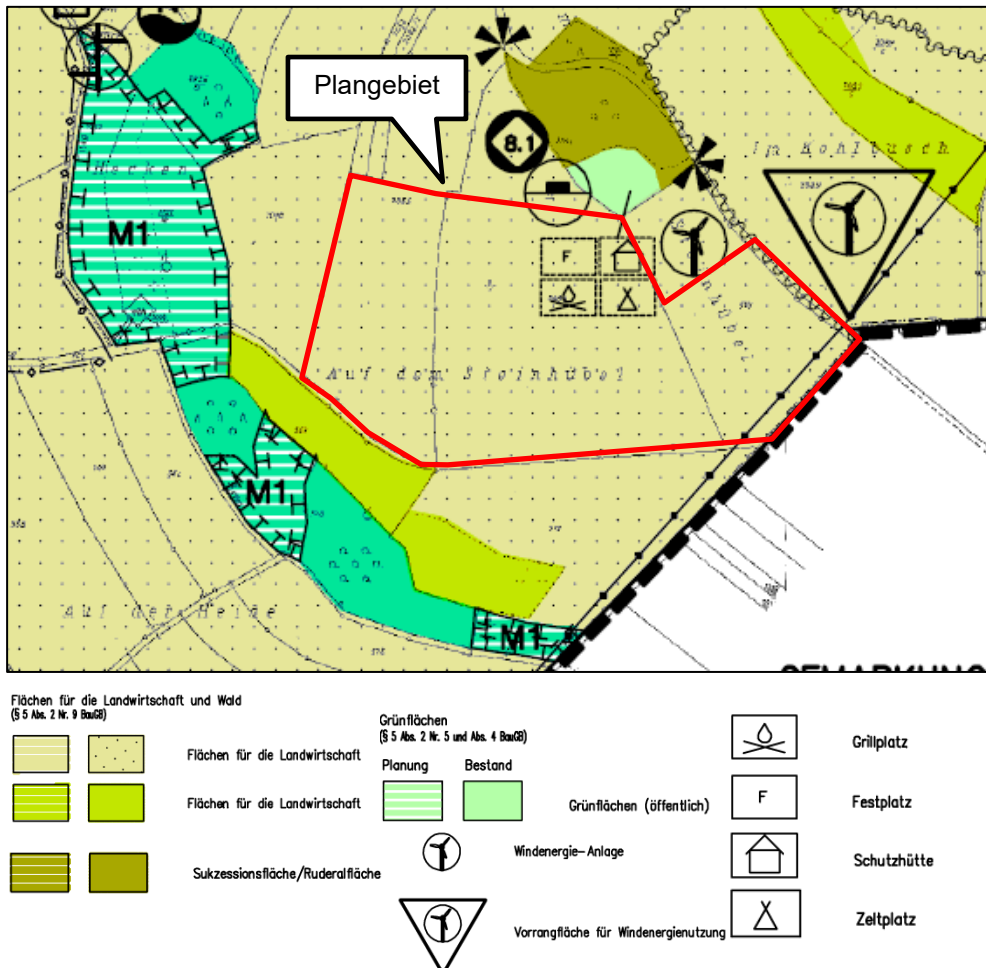 Plangebiet
8.1
Im Kohlbusch
Hecken
M1
F
Auf dem Steinhübel
M1
Auf der Heide
M1
GEMARKUNG
Flächen für die Landwirtschaft und Wald
(§ 5 Abs. 2 Nr. 9 BauGB)
Flächen für die Landwirtschaft
Flächen für die Landwirtschaft
Sukzessionsfläche/Ruderalfläche
Grünflächen
(§ 5 Abs. 2 Nr. 5 und Abs. 4 BauGB)
Planung Bestand
Grünflächen (öffentlich)
Windenergie-Anlage
Vorrangfläche für Windenergienutzung
Grillplatz
F Festplatz
Schutzhütte
Zeltplatz